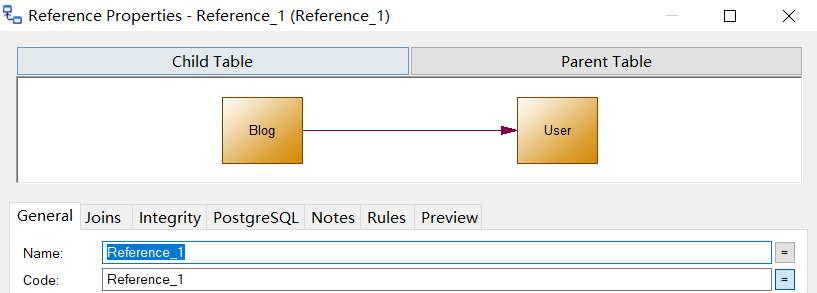 Reference Properties - Reference_1 (Reference_1)
Child Table Parent Table
Blog User
General Joins Integrity PostgreSQL Notes Rules Preview
Name: Reference_1 =
Code: Reference_1 =